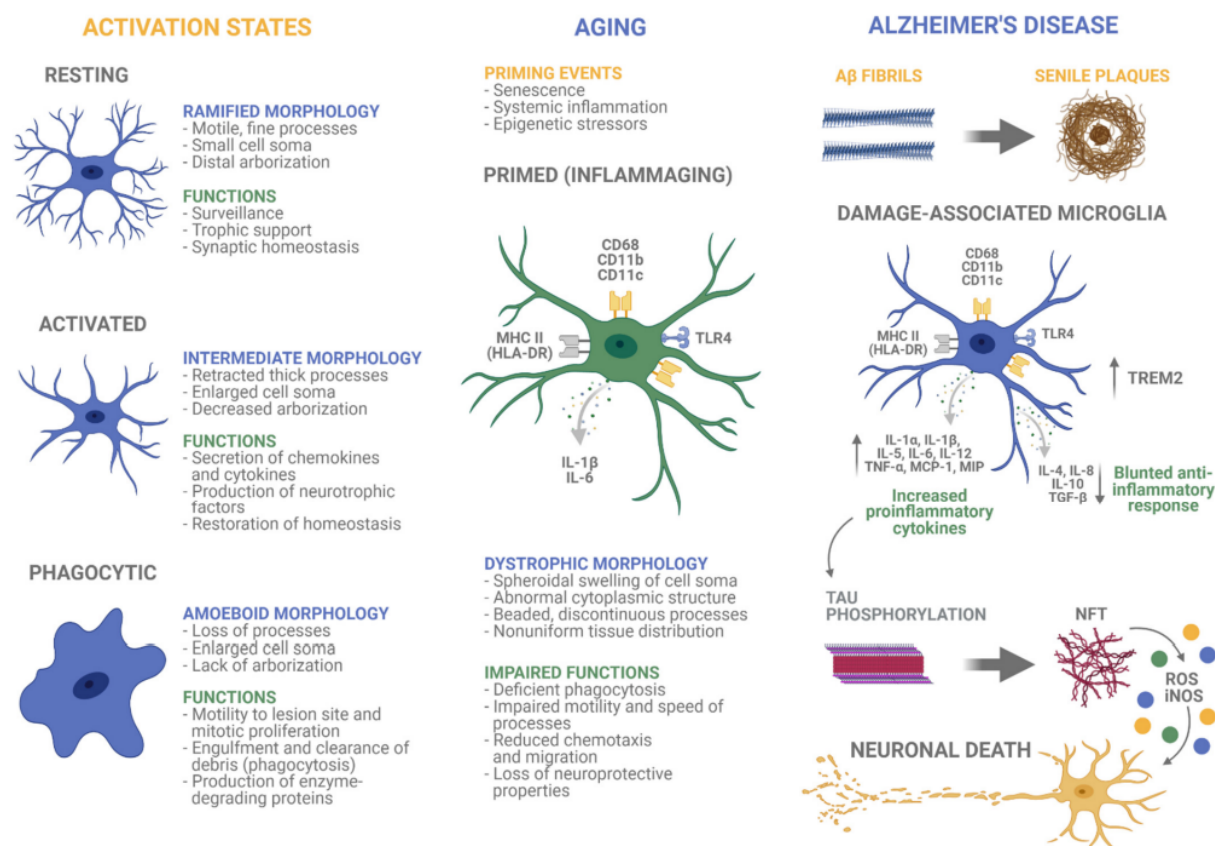 ACTIVATION STATES
RESTING
RAMIFIED MORPHOLOGY
- Motile, fine processes
- Small cell soma
- Distal arborization
FUNCTIONS
- Surveillance
- Trophic support
- Synaptic homeostasis
ACTIVATED
INTERMEDIATE MORPHOLOGY
- Retracted thick processes
- Enlarged cell soma
- Decreased arborization
FUNCTIONS
- Secretion of chemokines
and cytokines
- Production of neurotrophic
factors
- Restoration of homeostasis
PHAGOCYTIC
AMOEBOID MORPHOLOGY
- Loss of processes
- Enlarged cell soma
- Lack of arborization
FUNCTIONS
- Motility to lesion site and
mitotic proliferation
- Engulfment and clearance of
debris (phagocytosis)
- Production of enzyme-
degrading proteins
AGING
PRIMING EVENTS
- Senescence
- Systemic inflammation
- Epigenetic stressors
PRIMED (INFLAMMAGING)
CD68
CD11b
CD11c
MHC II
(HLA-DR)
TLR4
IL-1β
IL-6
DYSTROPHIC MORPHOLOGY
- Spheroidal swelling of cell soma
- Abnormal cytoplasmic structure
- Beaded, discontinuous processes
- Nonuniform tissue distribution
IMPAIRED FUNCTIONS
- Deficient phagocytosis
- Impaired motility and speed of
processes
- Reduced chemotaxis
and migration
- Loss of neuroprotective
properties
ALZHEIMER'S DISEASE
Aβ FIBRILS
SENILE PLAQUES
DAMAGE-ASSOCIATED MICROGLIA
CD68
CD11b
CD11c
MHC II
(HLA-DR)
TLR4
TREM2
IL-1α, IL-1β,
IL-5, IL-6, IL-12
TNF-α, MCP-1, MIP
Increased
proinflammatory
cytokines
IL-4, IL-8
IL-10
TGF-β
Blunted anti-
inflammatory
response
TAU
PHOSPHORYLATION
NFT
ROS
iNOS
NEURONAL DEATH